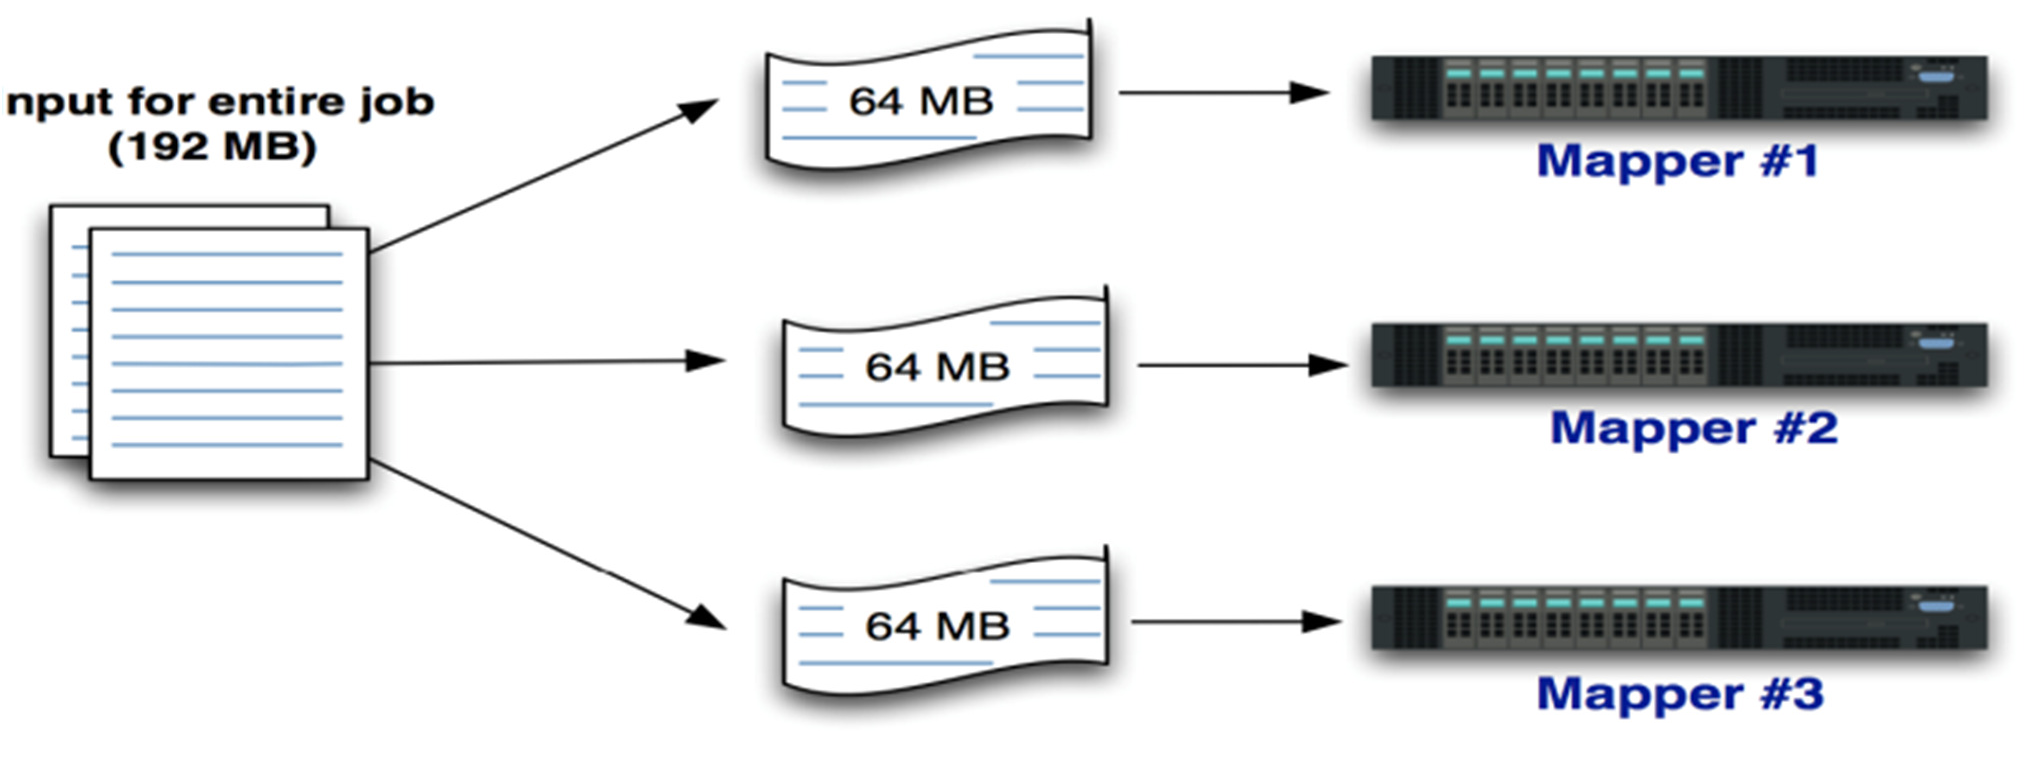 nput for entire job
(192 MB)
64 MB
Mapper #1
64 MB
Mapper #2
64 MB
Mapper #3